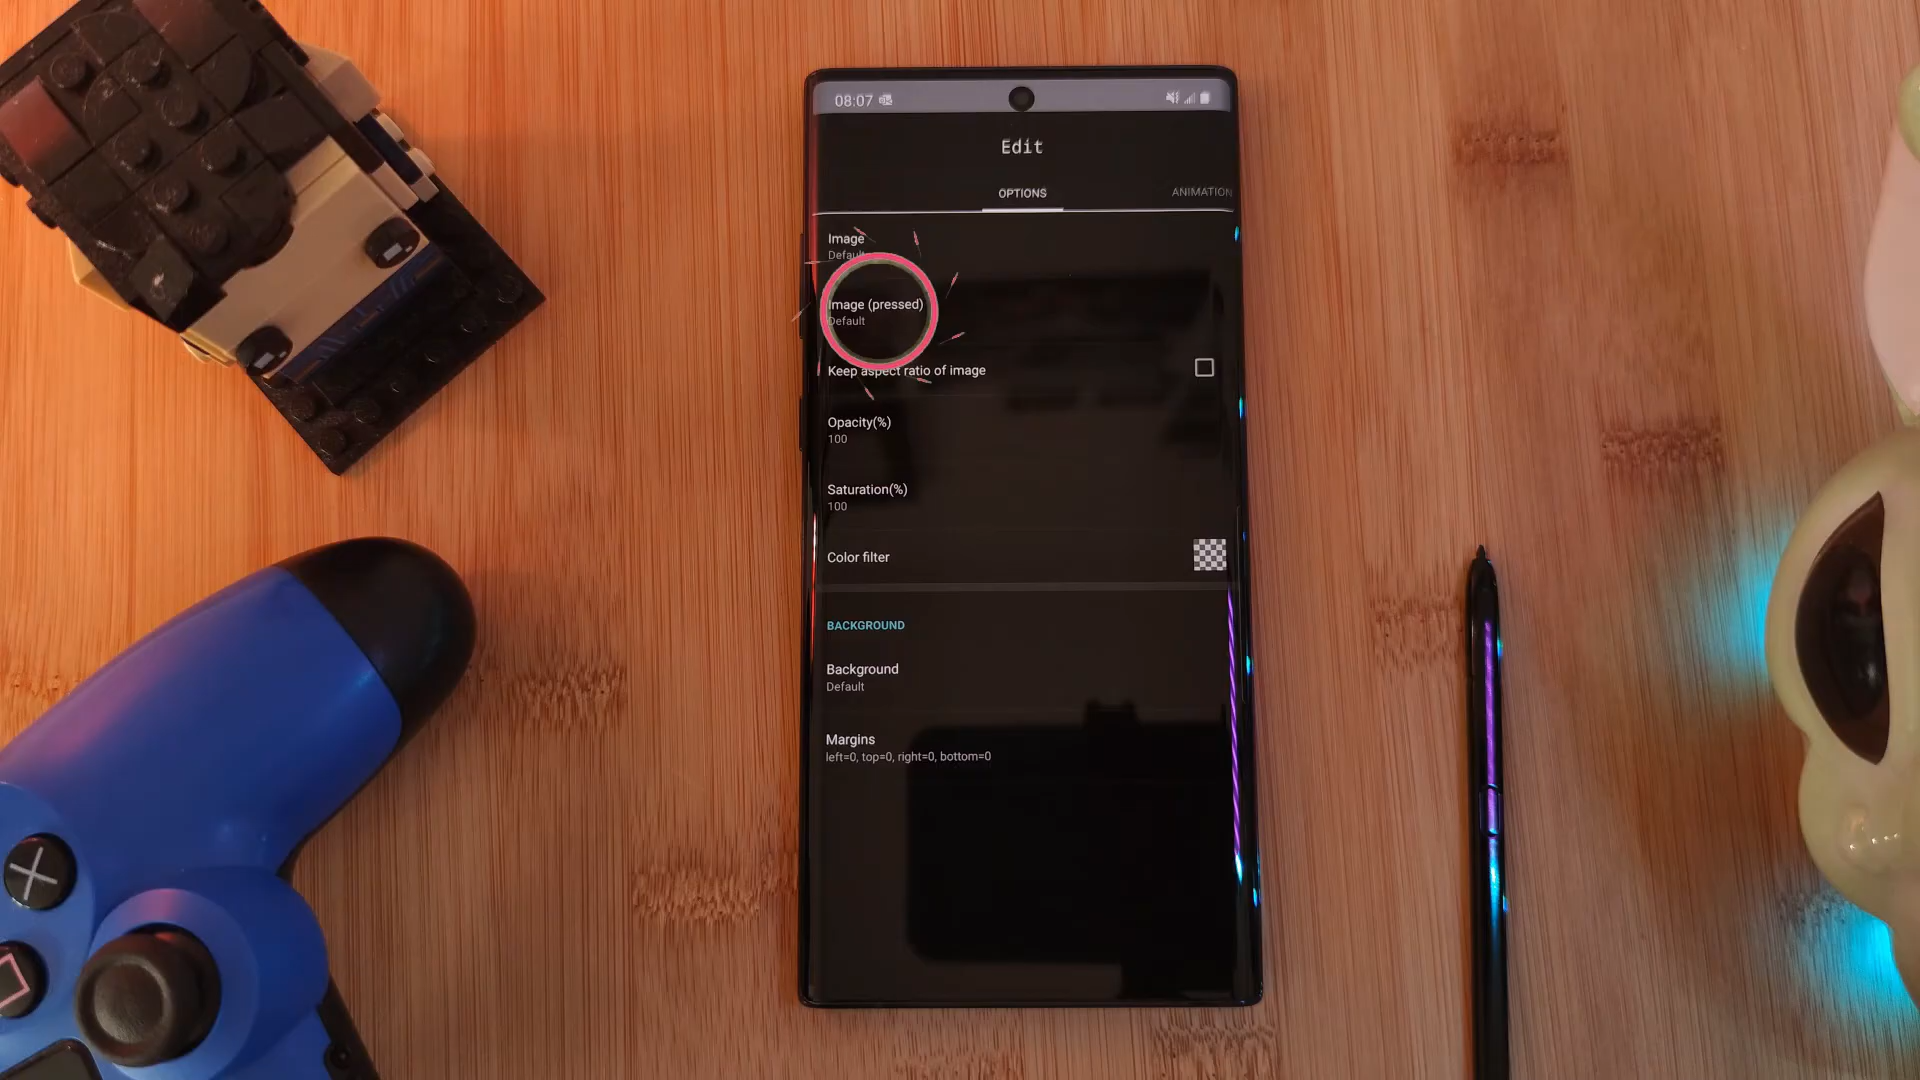 08:07
Edit
OPTIONS
ANIMATION
Image
Default
Image (pressed)
Default
Keep aspect ratio of image
Opacity(%)
100
Saturation(%)
100
Color filter
BACKGROUND
Background
Default
Margins
left=0, top=0, right=0, bottom=0